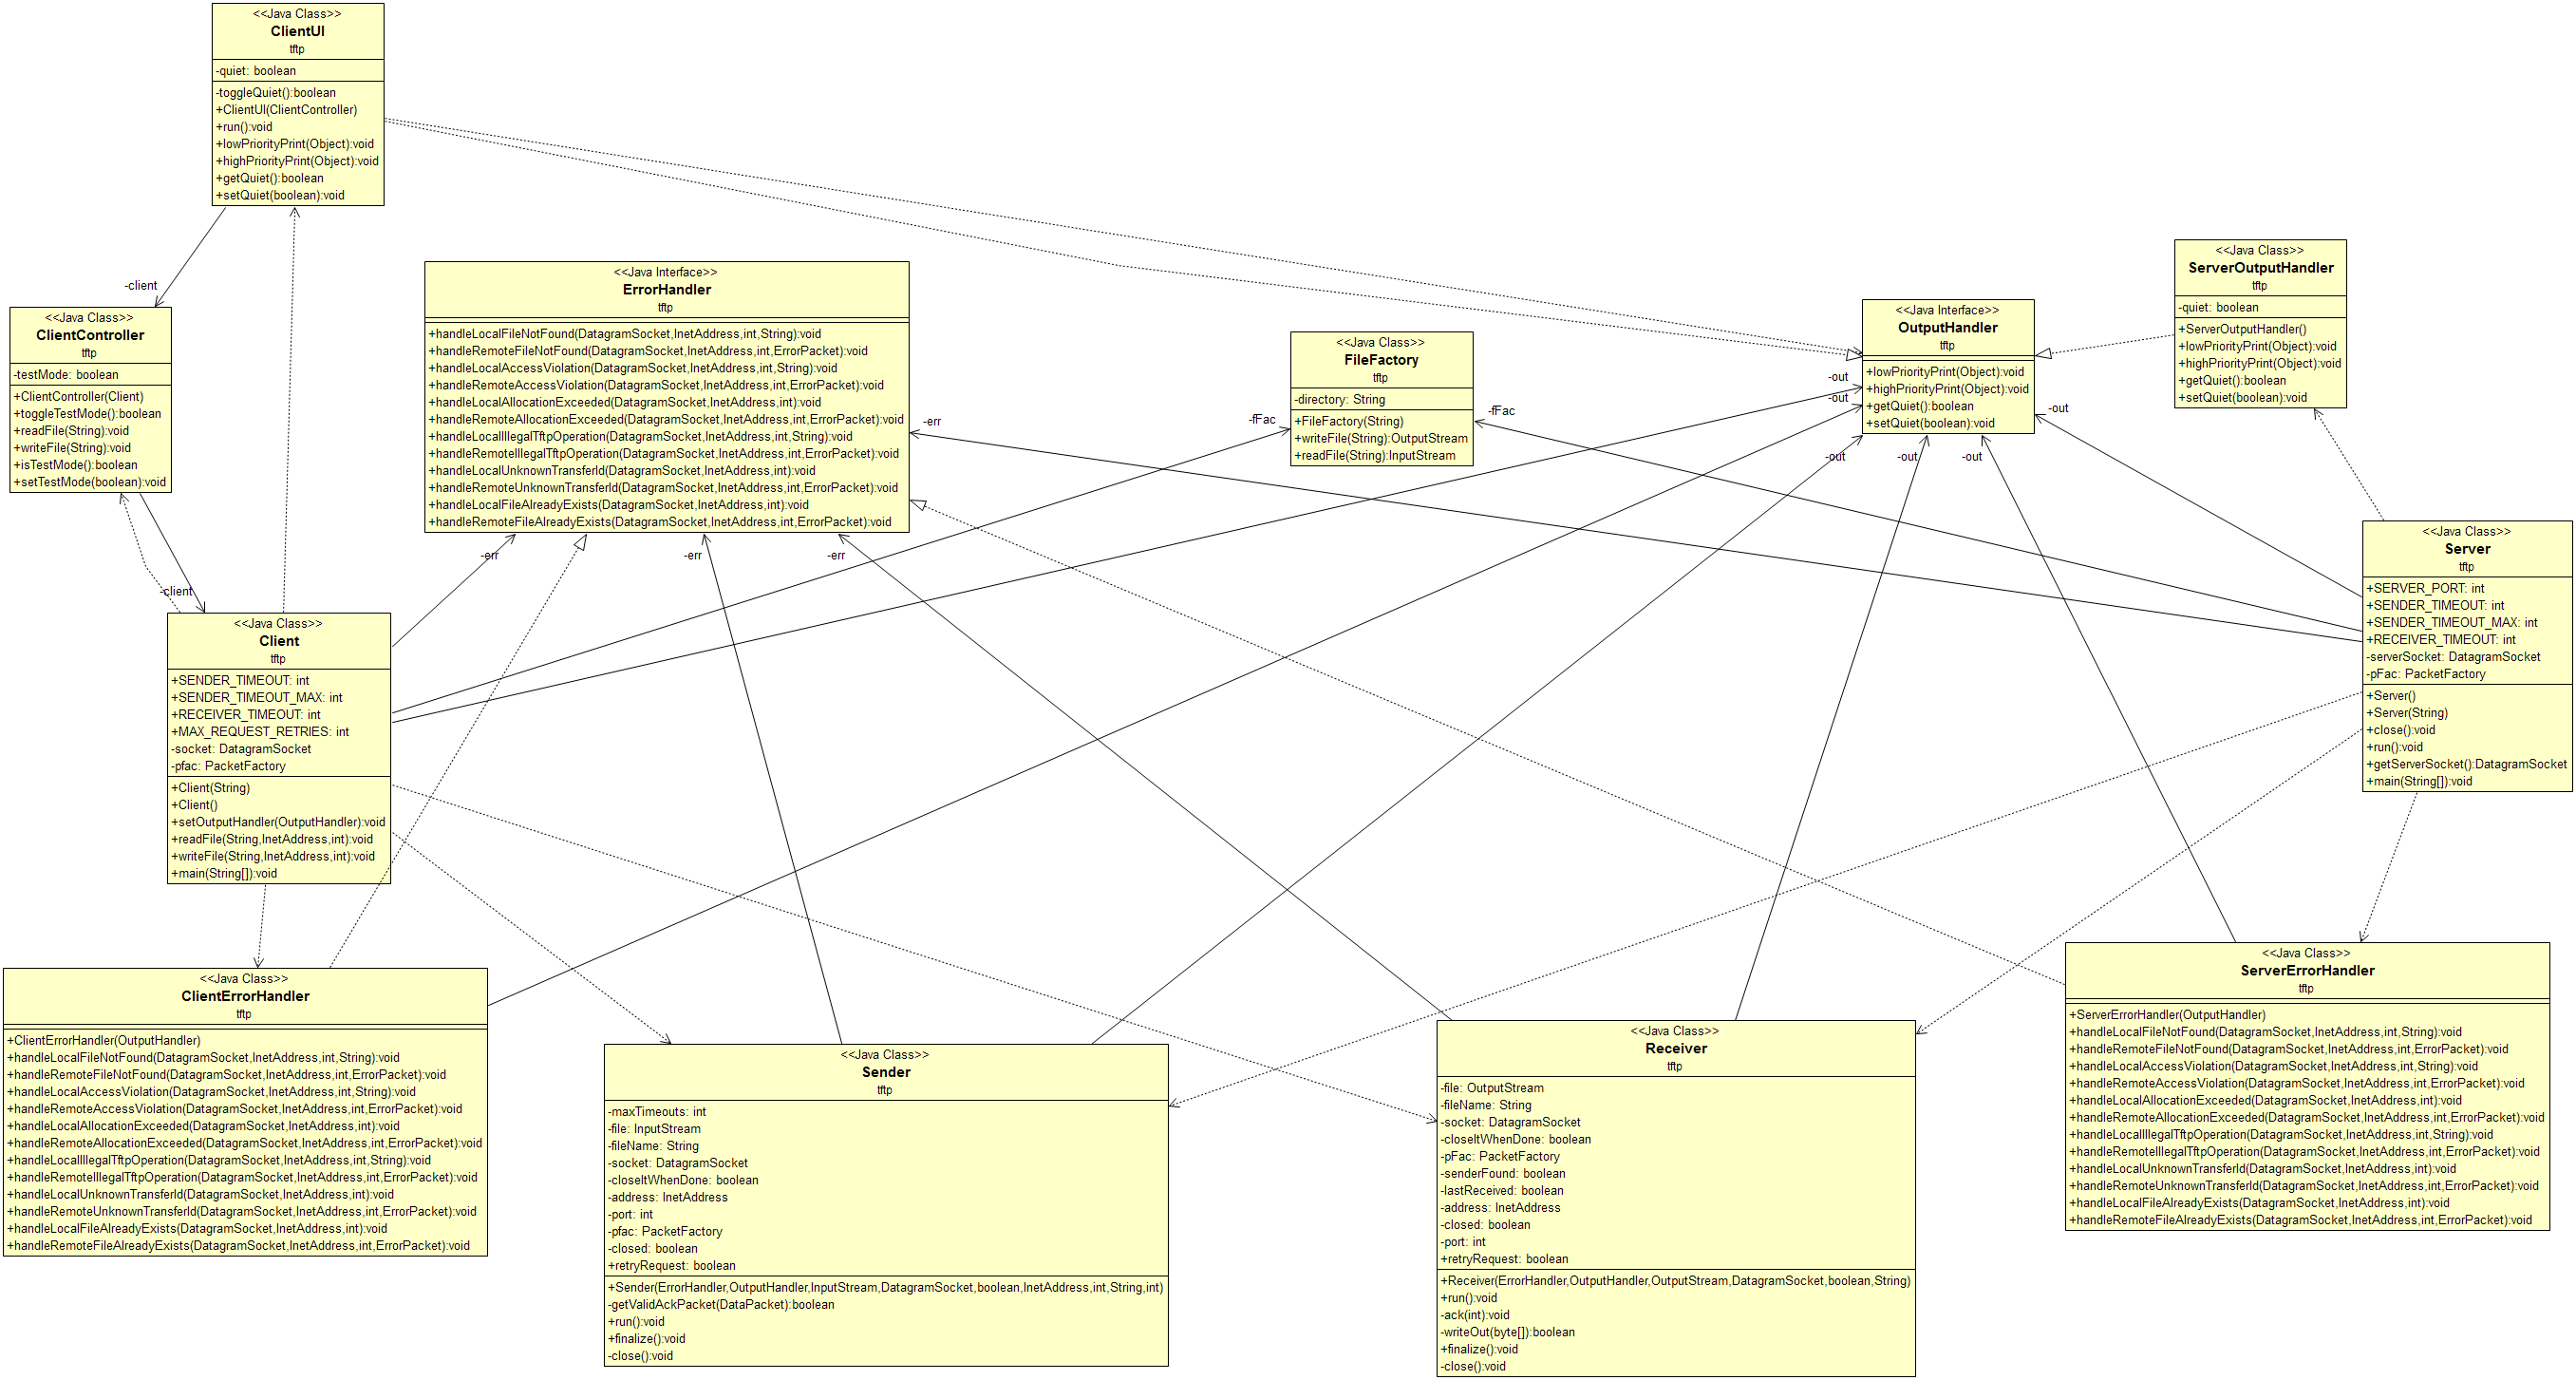 <<Java Class>>
ClientUI
tftp
-quiet: boolean
-toggleQuiet():boolean
+ClientUI(ClientController)
+run():void
+lowPriorityPrint(Object):void
+highPriorityPrint(Object):void
+getQuiet():boolean
+setQuiet(boolean):void
-client
<<Java Class>>
ClientController
tftp
-testMode: boolean
+ClientController(Client)
+toggleTestMode():boolean
+readFile(String):void
+writeFile(String):void
+isTestMode():boolean
+setTestMode(boolean):void
<<Java Interface>>
ErrorHandler
tftp
+handleLocalFileNotFound(DatagramSocket,InetAddress,int,String):void
+handleRemoteFileNotFound(DatagramSocket,InetAddress,int,ErrorPacket):void
+handleLocalAccessViolation(DatagramSocket,InetAddress,int,String):void
+handleRemoteAccessViolation(DatagramSocket,InetAddress,int,ErrorPacket):void
+handleLocalAllocationExceeded(DatagramSocket,InetAddress,int):void
+handleRemoteAllocationExceeded(DatagramSocket,InetAddress,int,ErrorPacket):void
+handleLocalIllegalTftpOperation(DatagramSocket,InetAddress,int,String):void
+handleRemoteIllegalTftpOperation(DatagramSocket,InetAddress,int,ErrorPacket):void
+handleLocalUnknownTransferId(DatagramSocket,InetAddress,int):void
+handleRemoteUnknownTransferId(DatagramSocket,InetAddress,int,ErrorPacket):void
+handleLocalFileAlreadyExists(DatagramSocket,InetAddress,int):void
+handleRemoteFileAlreadyExists(DatagramSocket,InetAddress,int,ErrorPacket):void
-err
-fFac
<<Java Class>>
FileFactory
tftp
-directory: String
+FileFactory(String)
+writeFile(String):OutputStream
+readFile(String):InputStream
-fFac
-out
-out
<<Java Interface>>
OutputHandler
tftp
+lowPriorityPrint(Object):void
+highPriorityPrint(Object):void
+getQuiet():boolean
+setQuiet(boolean):void
-out
-out
-out
-out
<<Java Class>>
ServerOutputHandler
tftp
-quiet: boolean
+ServerOutputHandler()
+lowPriorityPrint(Object):void
+highPriorityPrint(Object):void
+getQuiet():boolean
+setQuiet(boolean):void
-err
-err
-err
-client
<<Java Class>>
Client
tftp
+SENDER_TIMEOUT: int
+SENDER_TIMEOUT_MAX: int
+RECEIVER_TIMEOUT: int
+MAX_REQUEST_RETRIES: int
-socket: DatagramSocket
-pfac: PacketFactory
+Client(String)
+Client()
+setOutputHandler(OutputHandler):void
+readFile(String,InetAddress,int):void
+writeFile(String,InetAddress,int):void
+main(String[]):void
<<Java Class>>
Server
tftp
+SERVER_PORT: int
+SENDER_TIMEOUT: int
+SENDER_TIMEOUT_MAX: int
+RECEIVER_TIMEOUT: int
-serverSocket: DatagramSocket
-pFac: PacketFactory
+Server()
+Server(String)
+close():void
+run():void
+getServerSocket():DatagramSocket
+main(String[]):void
<<Java Class>>
ClientErrorHandler
tftp
+ClientErrorHandler(OutputHandler)
+handleLocalFileNotFound(DatagramSocket,InetAddress,int,String):void
+handleRemoteFileNotFound(DatagramSocket,InetAddress,int,ErrorPacket):void
+handleLocalAccessViolation(DatagramSocket,InetAddress,int,String):void
+handleRemoteAccessViolation(DatagramSocket,InetAddress,int,ErrorPacket):void
+handleLocalAllocationExceeded(DatagramSocket,InetAddress,int):void
+handleRemoteAllocationExceeded(DatagramSocket,InetAddress,int,ErrorPacket):void
+handleLocalIllegalTftpOperation(DatagramSocket,InetAddress,int,String):void
+handleRemoteIllegalTftpOperation(DatagramSocket,InetAddress,int,ErrorPacket):void
+handleLocalUnknownTransferId(DatagramSocket,InetAddress,int):void
+handleRemoteUnknownTransferId(DatagramSocket,InetAddress,int,ErrorPacket):void
+handleLocalFileAlreadyExists(DatagramSocket,InetAddress,int):void
+handleRemoteFileAlreadyExists(DatagramSocket,InetAddress,int,ErrorPacket):void
<<Java Class>>
Sender
tftp
-maxTimeouts: int
-file: InputStream
-fileName: String
-socket: DatagramSocket
-closeItWhenDone: boolean
-address: InetAddress
-port: int
-pfac: PacketFactory
-closed: boolean
+retryRequest: boolean
+Sender(ErrorHandler,OutputHandler,InputStream,DatagramSocket,boolean,InetAddress,int,String,int)
-getValidAckPacket(DataPacket):boolean
+run():void
+finalize():void
-close():void
<<Java Class>>
Receiver
tftp
-file: OutputStream
-fileName: String
-socket: DatagramSocket
-closeItWhenDone: boolean
-pFac: PacketFactory
-senderFound: boolean
-lastReceived: boolean
-address: InetAddress
-closed: boolean
-port: int
+retryRequest: boolean
+Receiver(ErrorHandler,OutputHandler,OutputStream,DatagramSocket,boolean,String)
+run():void
-ack(int):void
-writeOut(byte[]):boolean
+finalize():void
-close():void
<<Java Class>>
ServerErrorHandler
tftp
+ServerErrorHandler(OutputHandler)
+handleLocalFileNotFound(DatagramSocket,InetAddress,int,String):void
+handleRemoteFileNotFound(DatagramSocket,InetAddress,int,ErrorPacket):void
+handleLocalAccessViolation(DatagramSocket,InetAddress,int,String):void
+handleRemoteAccessViolation(DatagramSocket,InetAddress,int,ErrorPacket):void
+handleLocalAllocationExceeded(DatagramSocket,InetAddress,int):void
+handleRemoteAllocationExceeded(DatagramSocket,InetAddress,int,ErrorPacket):void
+handleLocalIllegalTftpOperation(DatagramSocket,InetAddress,int,String):void
+handleRemoteIllegalTftpOperation(DatagramSocket,InetAddress,int,ErrorPacket):void
+handleLocalUnknownTransferId(DatagramSocket,InetAddress,int):void
+handleRemoteUnknownTransferId(DatagramSocket,InetAddress,int,ErrorPacket):void
+handleLocalFileAlreadyExists(DatagramSocket,InetAddress,int):void
+handleRemoteFileAlreadyExists(DatagramSocket,InetAddress,int,ErrorPacket):void